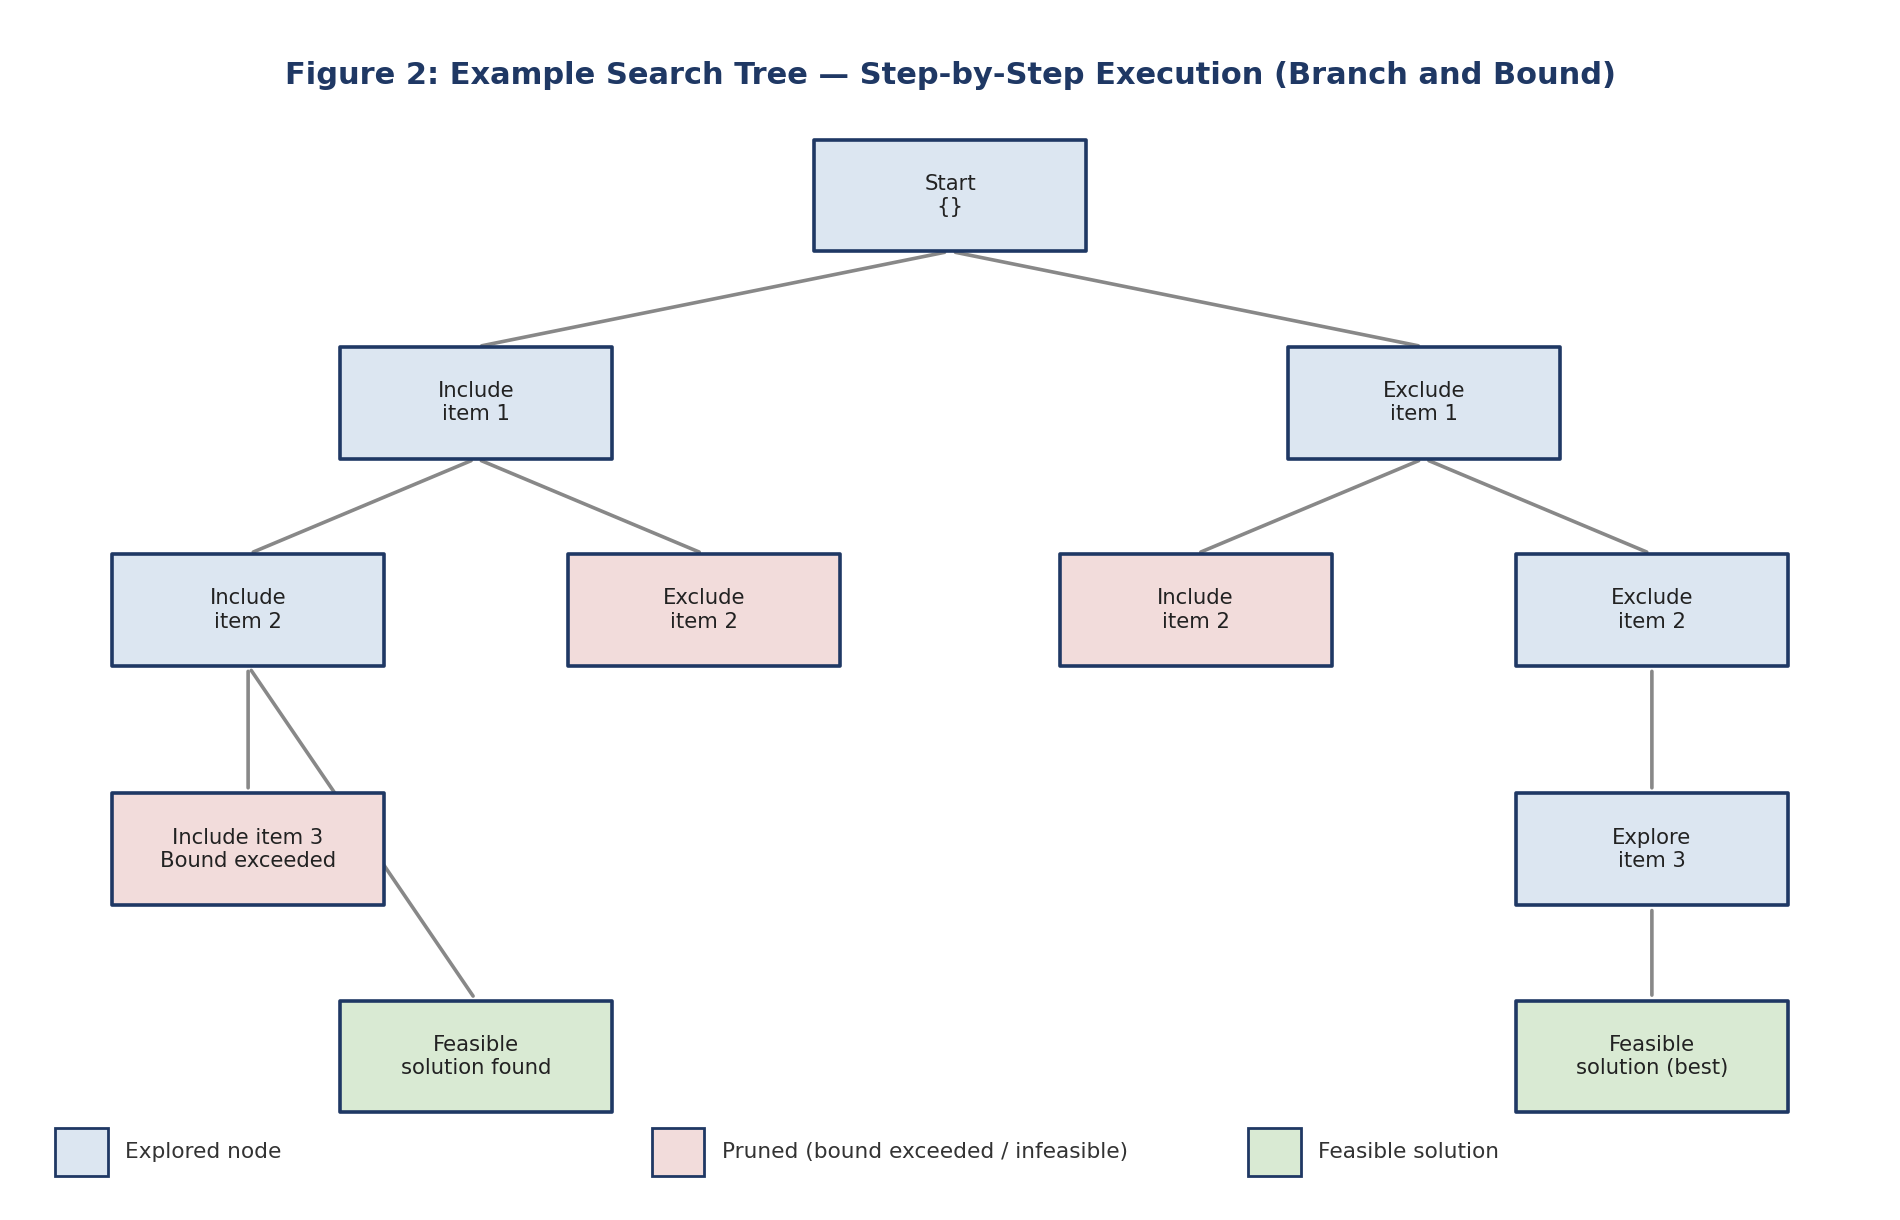 Figure 2: Example Search Tree — Step-by-Step Execution (Branch and Bound)
Start
{}
Include
item 1
Exclude
item 1
Include
item 2
Exclude
item 2
Include
item 2
Exclude
item 2
Include item 3
Bound exceeded
Explore
item 3
Feasible
solution found
Feasible
solution (best)
Explored node
Pruned (bound exceeded / infeasible)
Feasible solution